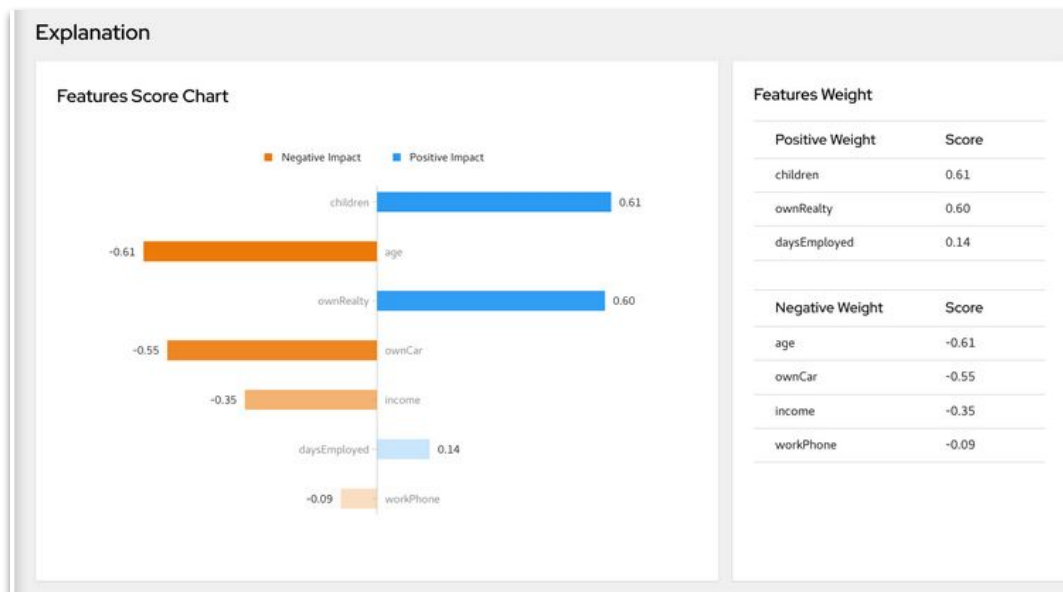 Explanation
Features Score Chart
Negative Impact Positive Impact
children 0.61
-0.61 age
ownRealty 0.60
-0.55 ownCar
-0.35 income
daysEmployed 0.14
-0.09 workPhone
Features Weight
Positive Weight Score
children 0.61
ownRealty 0.60
daysEmployed 0.14
Negative Weight Score
age -0.61
ownCar -0.55
income -0.35
workPhone -0.09